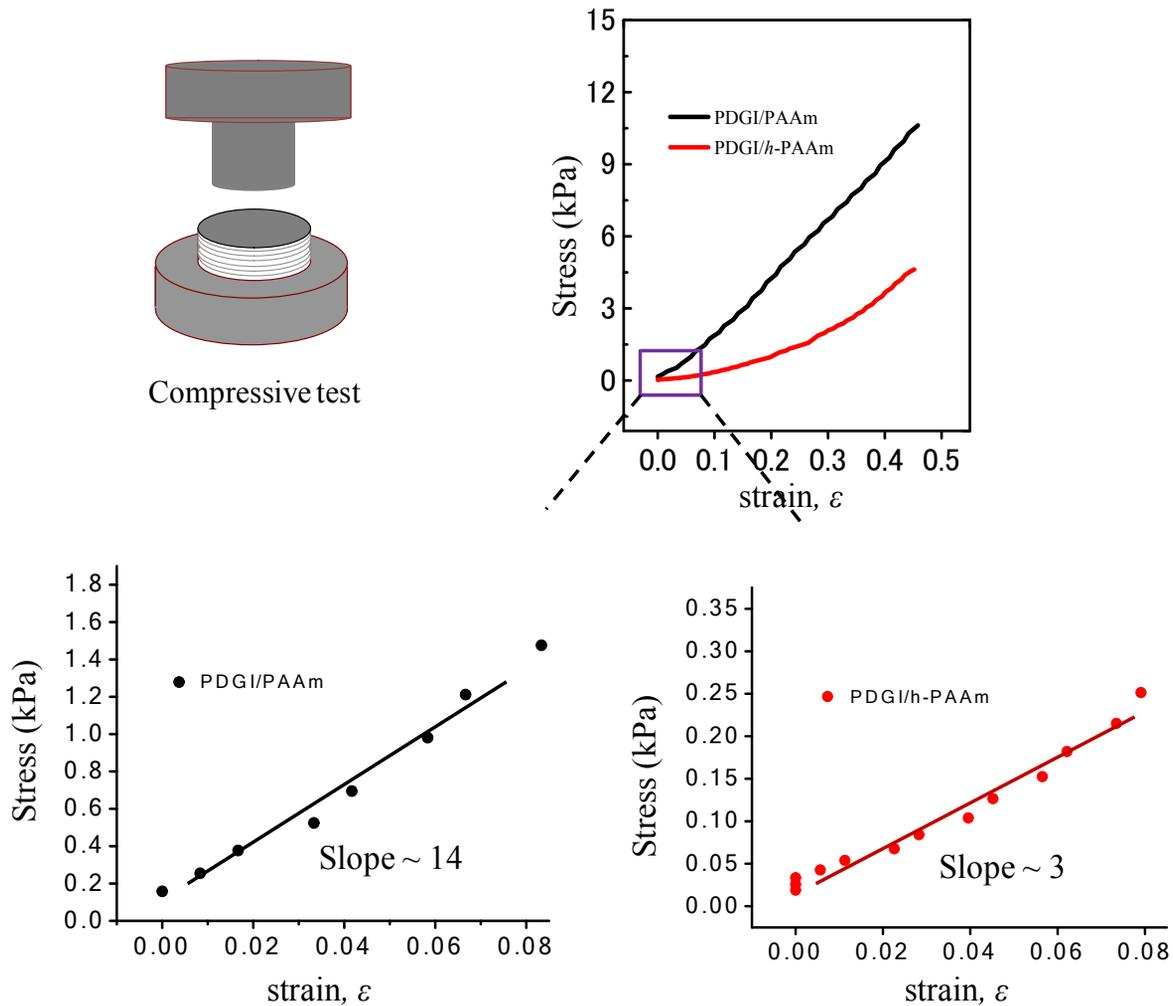 Compressive test
15
12
9
6
3
0
Stress (kPa)
PDGI/PAAm
PDGI/h-PAAm
0.0 0.1 0.2 0.3 0.4 0.5
strain, ε
1.8
1.6
1.4
1.2
1.0
0.8
0.6
0.4
0.2
0.0
Stress (kPa)
PDGI/PAAm
Slope ~ 14
0.00 0.02 0.04 0.06 0.08
strain, ε
0.35
0.30
0.25
0.20
0.15
0.10
0.05
0.00
Stress (kPa)
PDGI/h-PAAm
Slope ~ 3
0.00 0.02 0.04 0.06 0.08
strain, ε